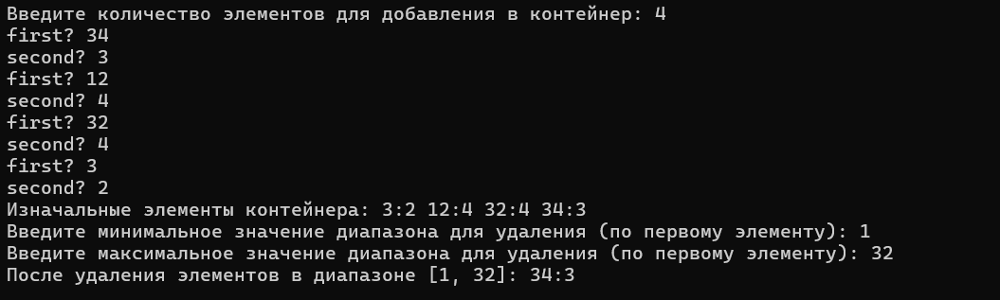 Введите количество элементов для добавления в контейнер: 4
first? 34
second? 3
first? 12
second? 4
first? 32
second? 4
first? 3
second? 2
Изначальные элементы контейнера: 3:2 12:4 32:4 34:3
Введите минимальное значение диапазона для удаления (по первому элементу): 1
Введите максимальное значение диапазона для удаления (по первому элементу): 32
После удаления элементов в диапазоне [1, 32]: 34:3